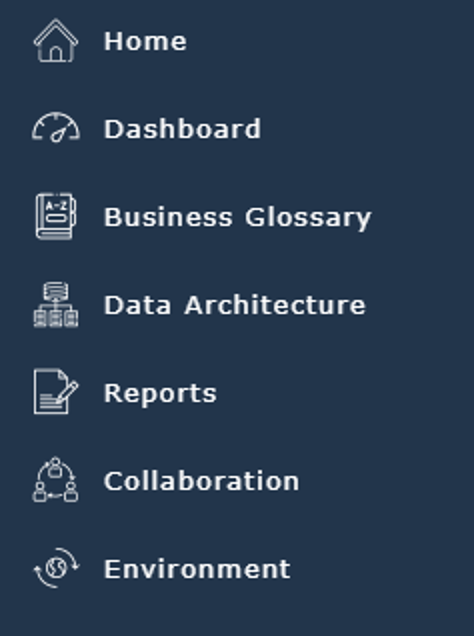 Home
Dashboard
A-Z
Business Glossary
Data Architecture
Reports
Collaboration
Environment